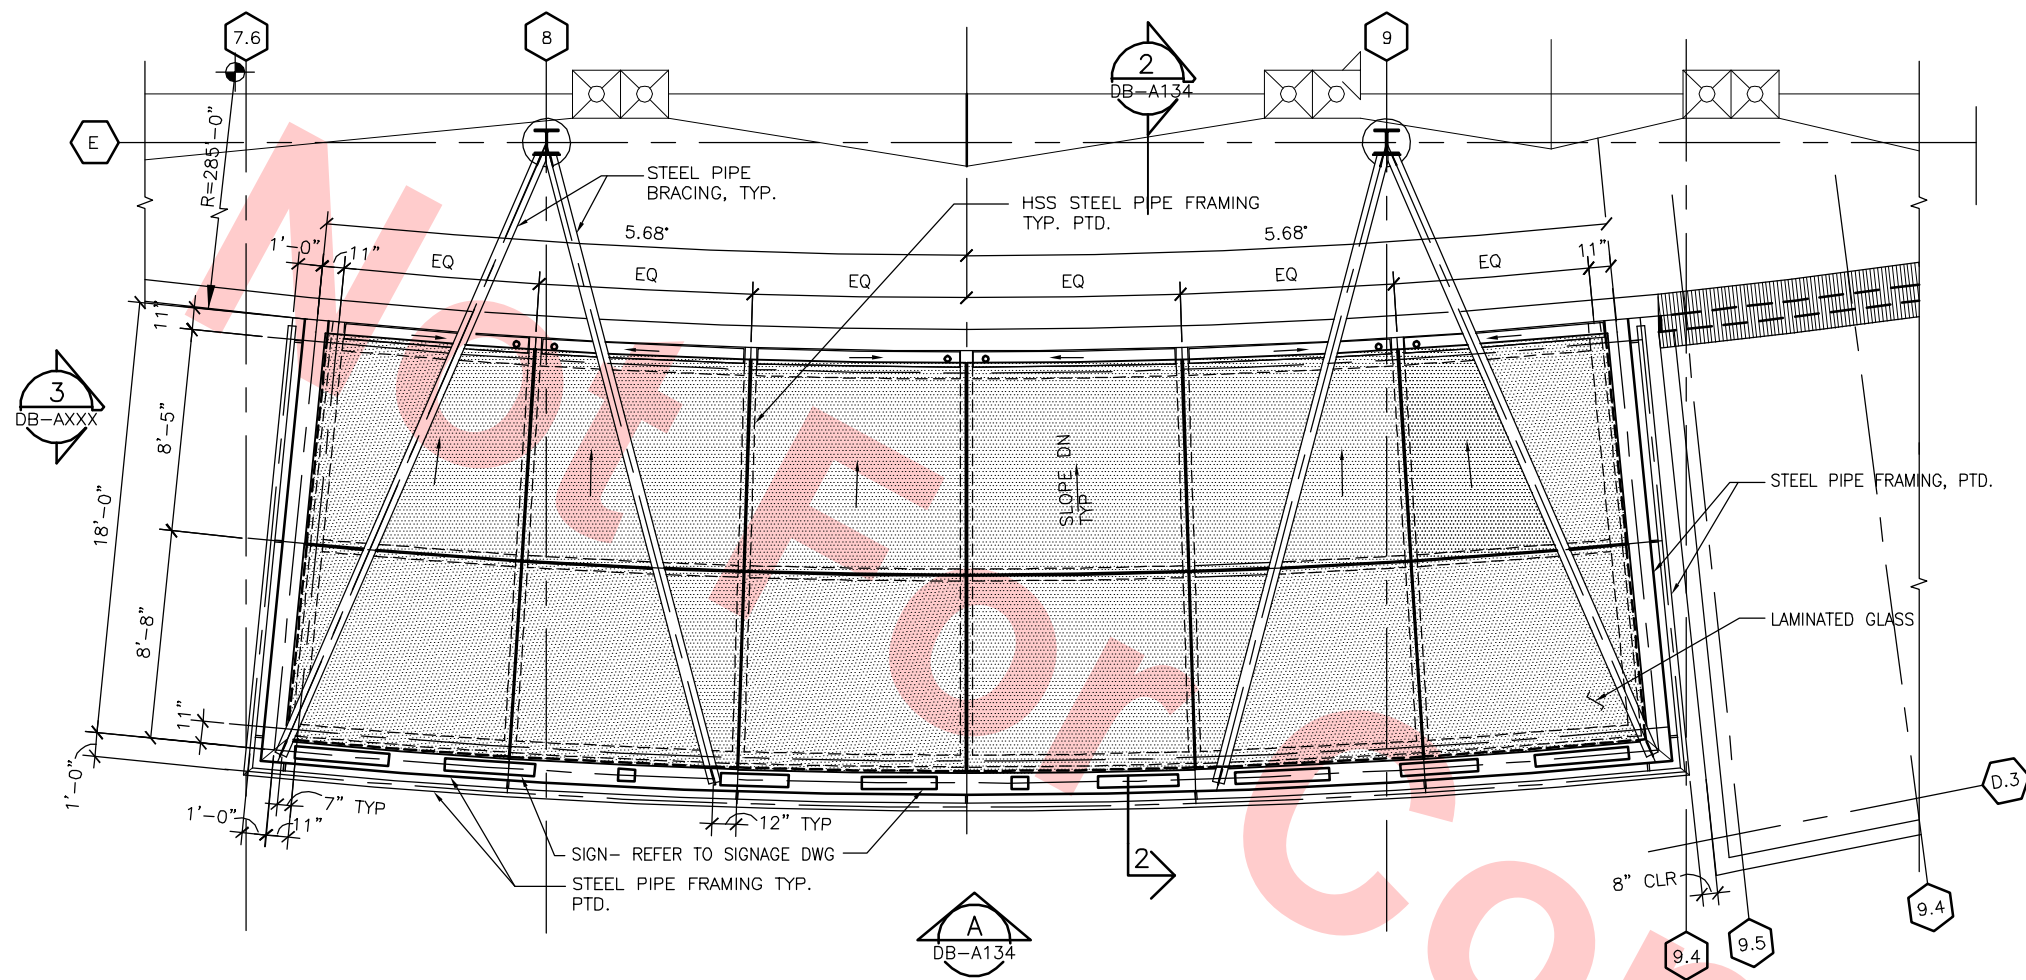 7.6
8
9
2
DB-A134
E
R=285'-0"
STEEL PIPE
BRACING, TYP.
HSS STEEL PIPE FRAMING
TYP. PTD.
5.68°
5.68°
1'-0"
11"
EQ
EQ
EQ
EQ
EQ
EQ
11"
11"
3
DB-AXXX
8'-5"
18'-0"
8'-8"
11"
1'-0"
SLOPE DN
TYP
STEEL PIPE FRAMING, PTD.
LAMINATED GLASS
1'-0"
11"
7" TYP
12" TYP
SIGN- REFER TO SIGNAGE DWG
STEEL PIPE FRAMING TYP.
PTD.
2
A
DB-A134
8" CLR
D.3
9.4
9.5
9.4
Not For Con